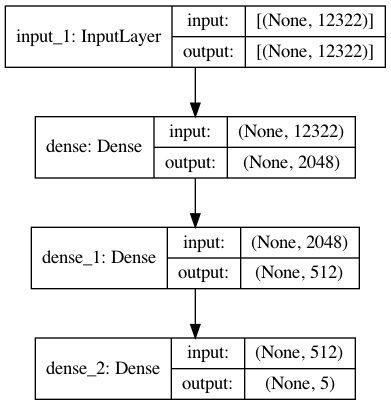 input_1: InputLayer input: [(None, 12322)]
output: [(None, 12322)]
dense: Dense input: (None, 12322)
output: (None, 2048)
dense_1: Dense input: (None, 2048)
output: (None, 512)
dense_2: Dense input: (None, 512)
output: (None, 5)